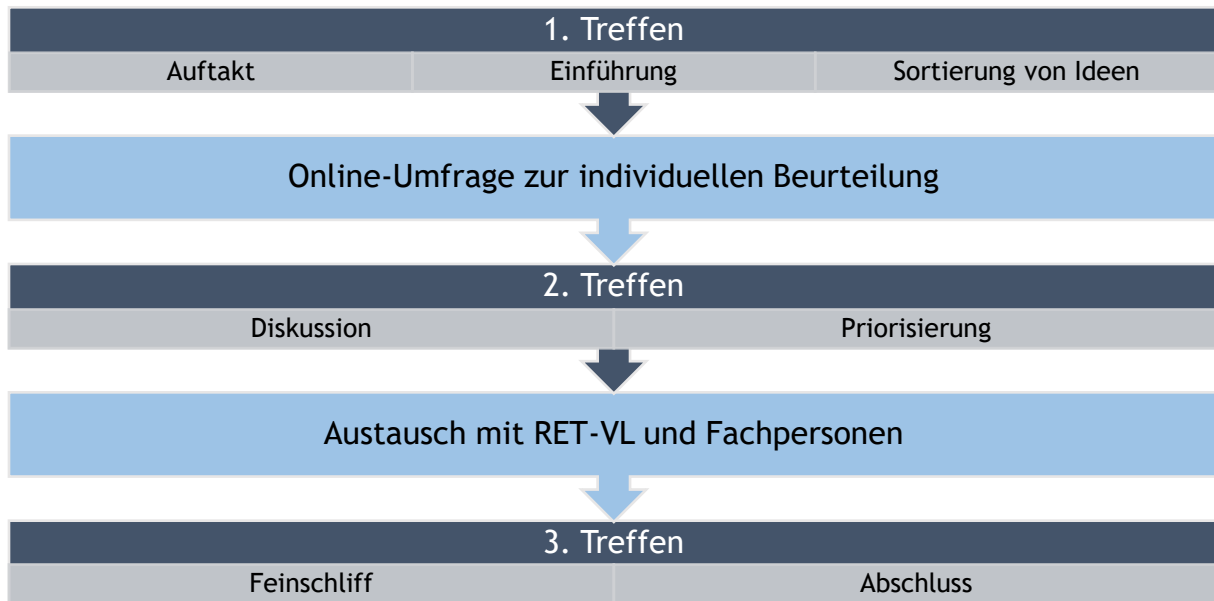 1. Treffen
Auftakt Einführung Sortierung von Ideen
Online-Umfrage zur individuellen Beurteilung
2. Treffen
Diskussion Priorisierung
Austausch mit RET-VL und Fachpersonen
3. Treffen
Feinschliff Abschluss